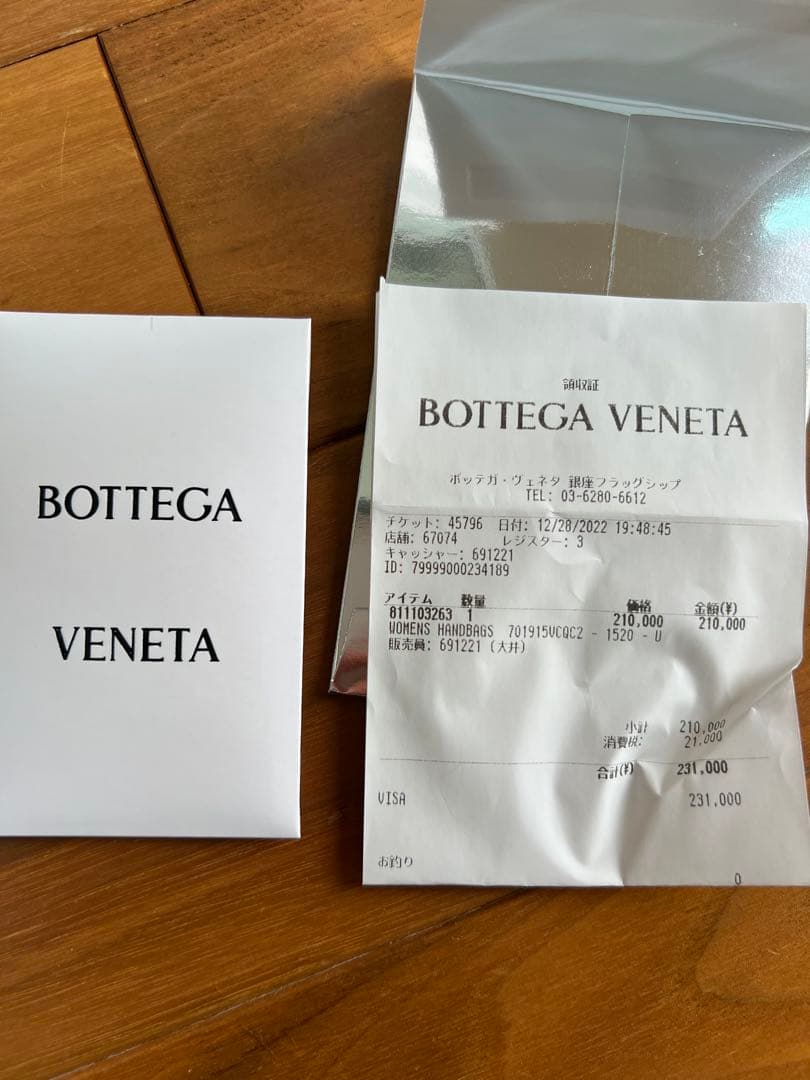 BOTTEGA
VENETA
領収証
BOTTEGA VENETA
ボッテガ・ヴェネタ 銀座フラッグシップ
TEL: 03-6280-6612
チケット: 45796 日付: 12/28/2022 19:48:45
店舗: 67074 レジスター: 3
キャッシャー: 691221
ID: 79999000234189
アイテム 数量 価格 金額(¥)
811103263 1 210,000 210,000
WOMENS HANDBAGS 701915VCQC2 - 1520 - U
販売員: 691221 (大井)
小計 210,000
消費税: 21,000
合計(¥) 231,000
VISA 231,000
お釣り 0